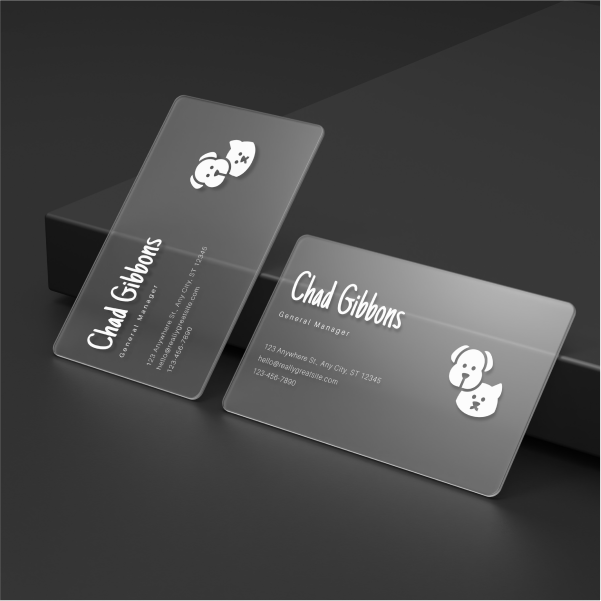 Chad Gibbons
General Manager
123 Anywhere St., Any City, ST 12345
hello@reallygreatsite.com
123-456-7890
Chad Gibbons
General Manager
123 Anywhere St., Any City, ST 12345
hello@reallygreatsite.com
123-456-7890